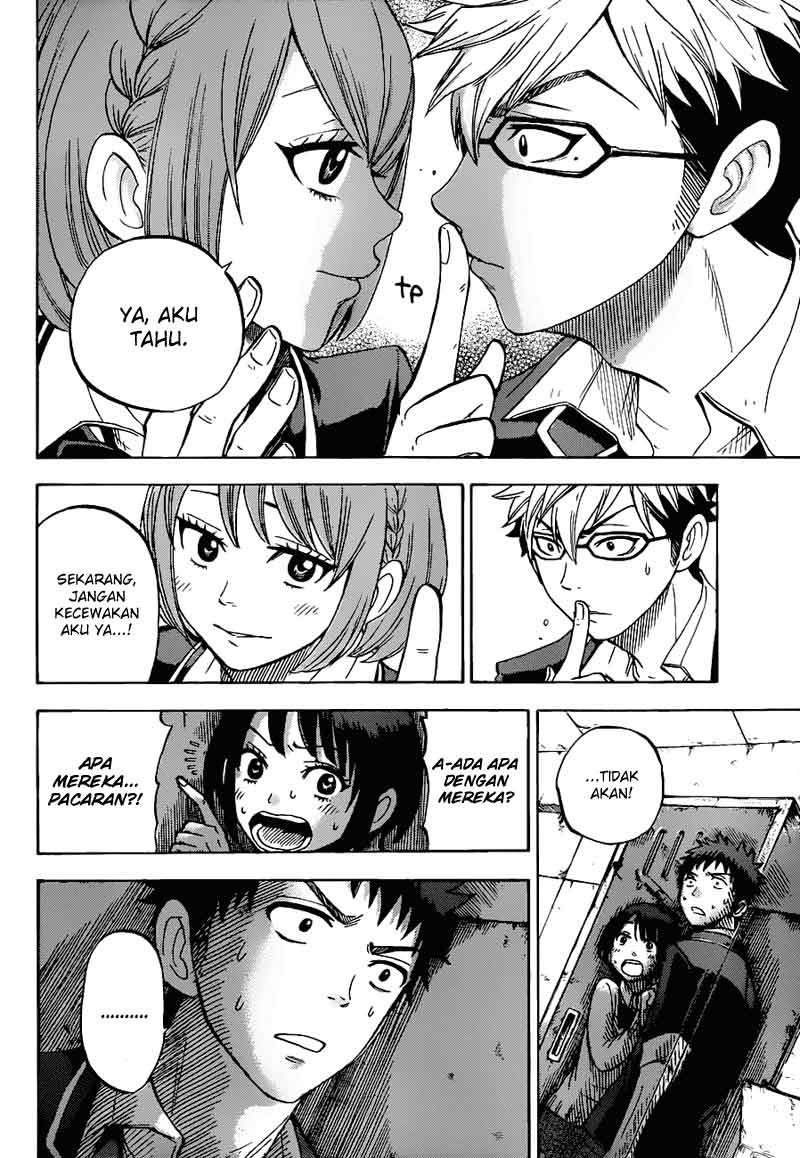 YA, AKU
TAHU.
tp
SEKARANG,
JANGAN
KECEWAKAN
AKU YA...!
...TIDAK
AKAN!
A-ADA APA
DENGAN
MEREKA?
APA
MEREKA...
PACARAN?!
..........